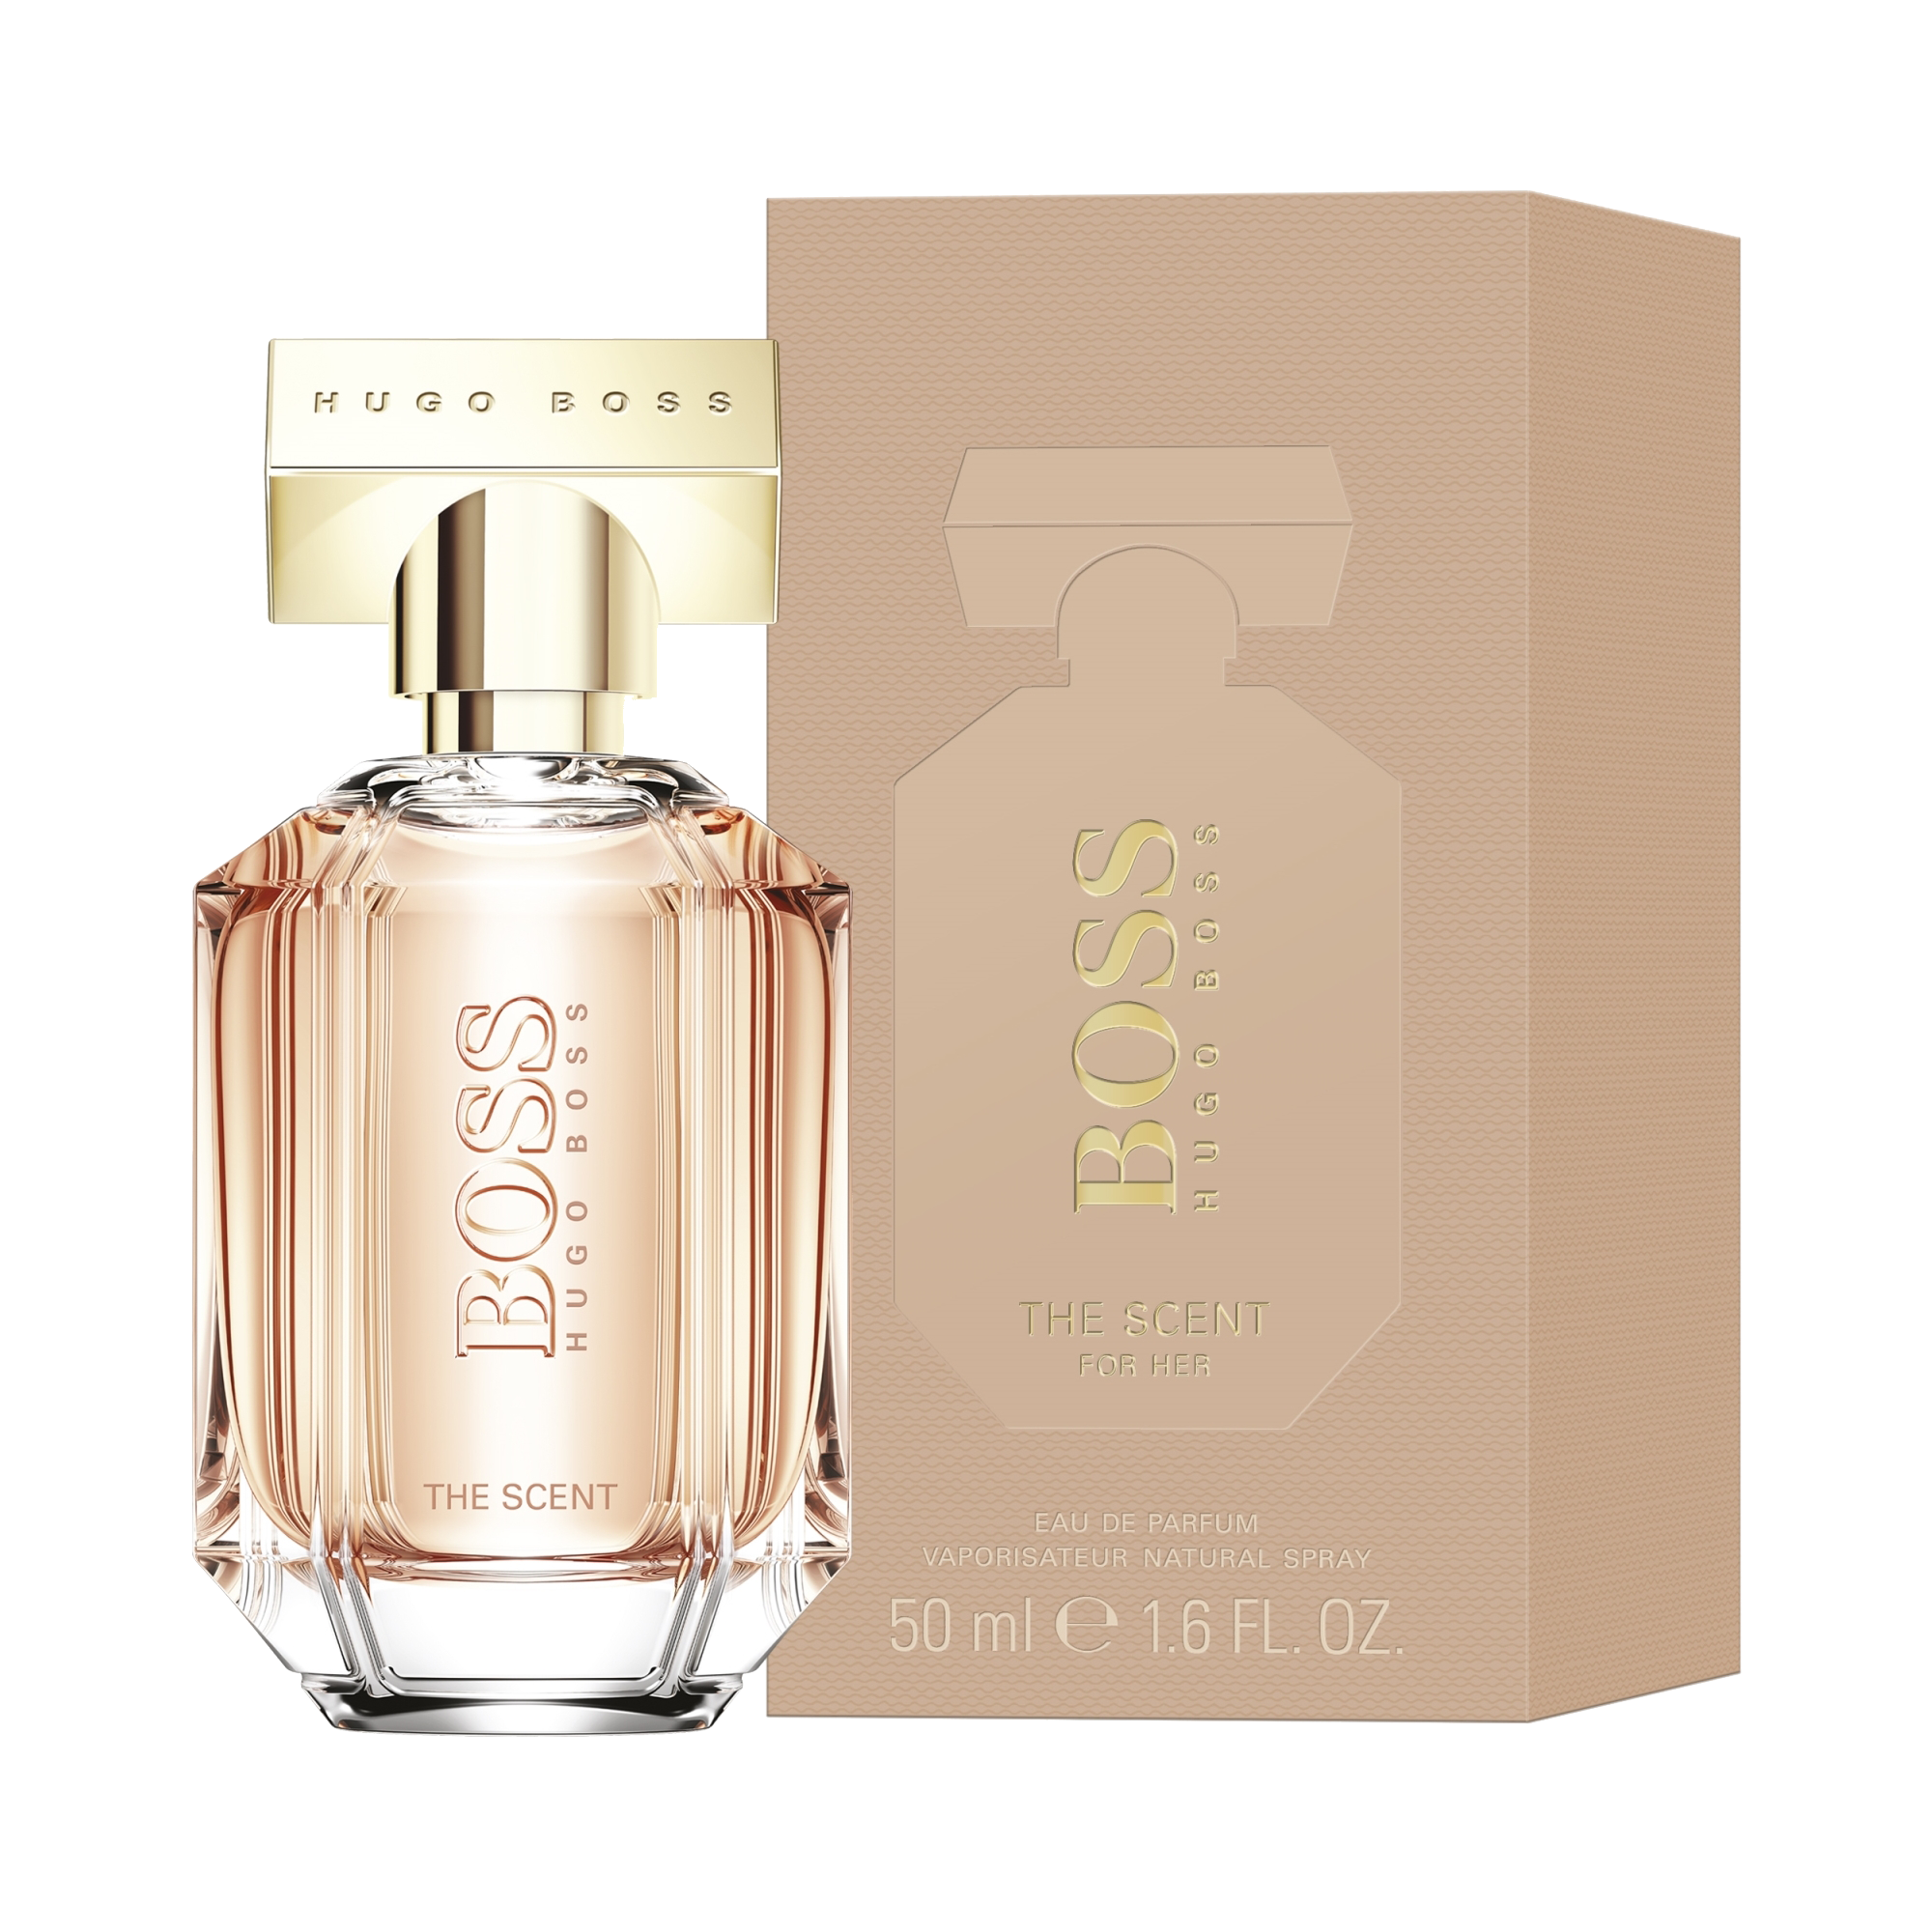 HUGO BOSS
BOSS
HUGO BOSS
THE SCENT
BOSS
HUGO BOSS
THE SCENT
FOR HER
EAU DE PARFUM
VAPORISATEUR NATURAL SPRAY
50 ml ℮ 1.6 FL. OZ.